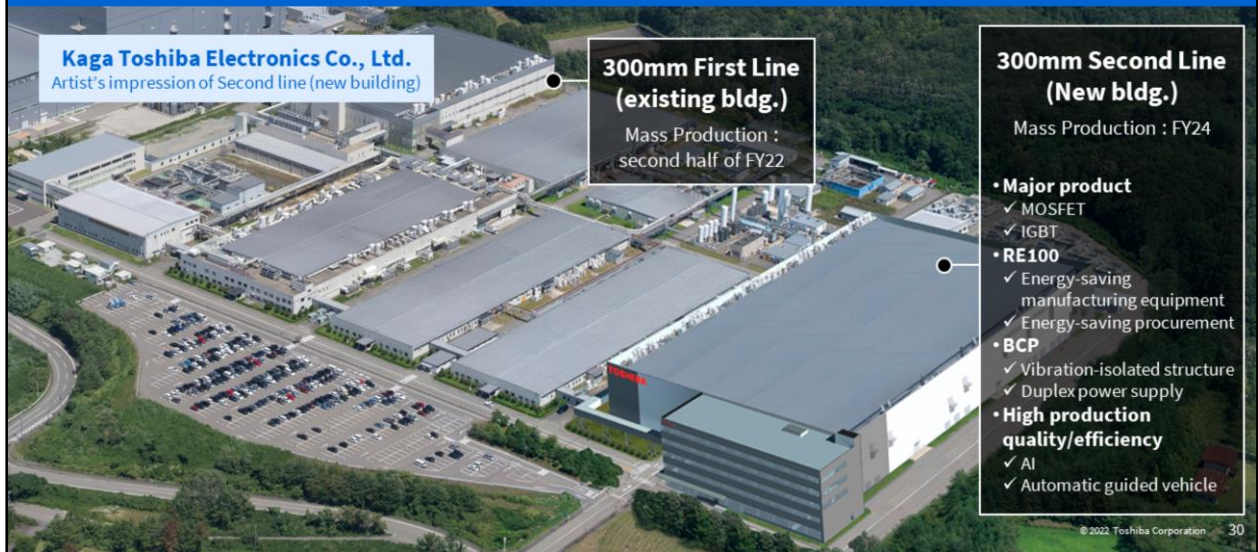 Kaga Toshiba Electronics Co., Ltd.
Artist's impression of Second line (new building)
300mm First Line
(existing bldg.)
Mass Production :
second half of FY22
300mm Second Line
(New bldg.)
Mass Production : FY24
• Major product
✓ MOSFET
✓ IGBT
• RE100
✓ Energy-saving
manufacturing equipment
✓ Energy-saving procurement
• BCP
✓ Vibration-isolated structure
✓ Duplex power supply
• High production
quality/efficiency
✓ AI
✓ Automatic guided vehicle
TOSHIBA
© 2022 Toshiba Corporation 30